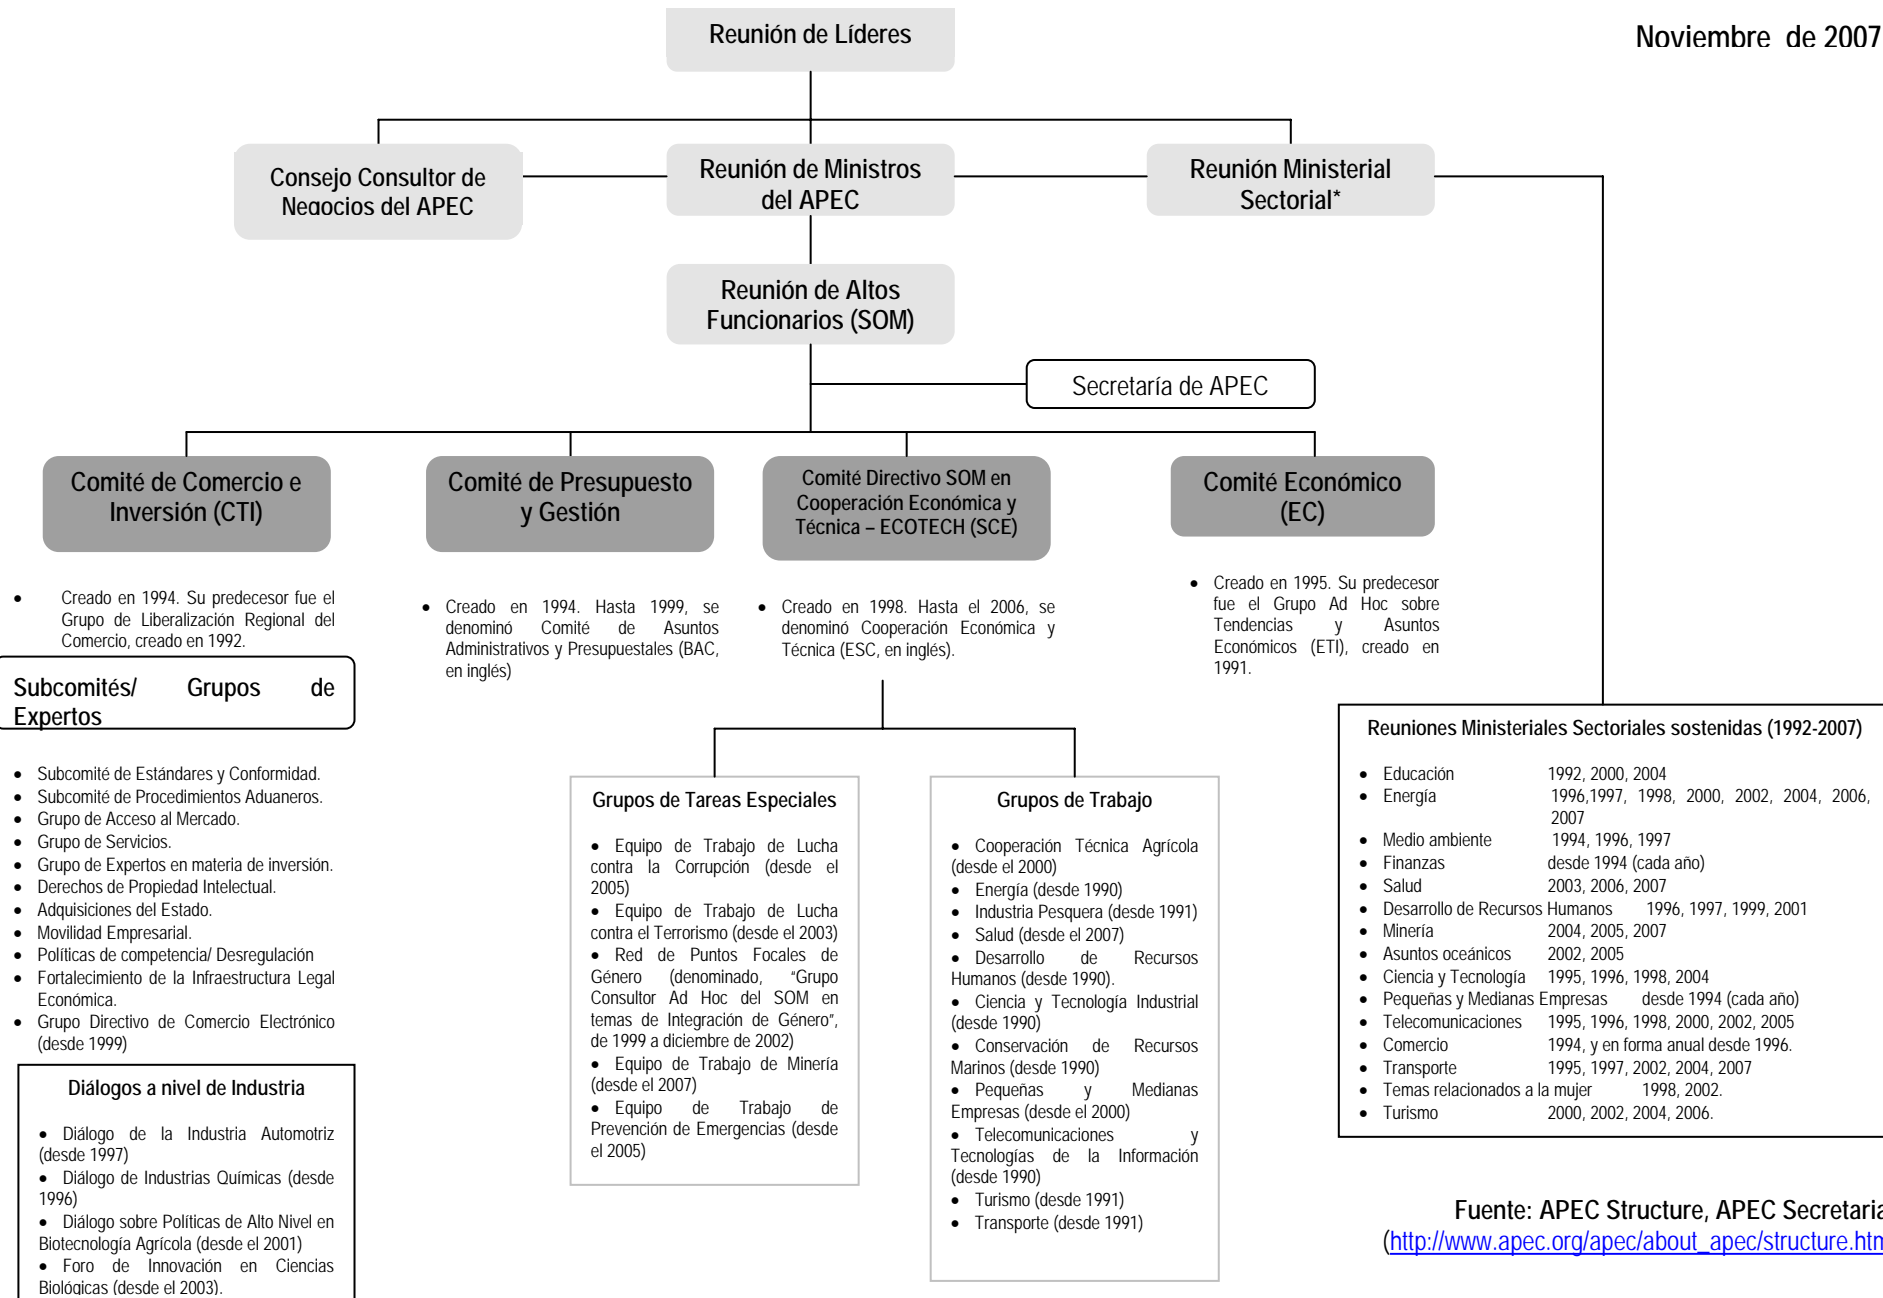 Noviembre de 2007
Reunión de Líderes
Consejo Consultor de
Negocios del APEC
Reunión de Ministros
del APEC
Reunión Ministerial
Sectorial*
Reunión de Altos
Funcionarios (SOM)
Secretaría de APEC
Comité de Comercio e
Inversión (CTI)
Comité de Presupuesto
y Gestión
Comité Directivo SOM en
Cooperación Económica y
Técnica – ECOTECH (SCE)
Comité Económico
(EC)
• Creado en 1994. Su predecesor fue el
Grupo de Liberalización Regional del
Comercio, creado en 1992.
• Creado en 1994. Hasta 1999, se
denominó Comité de Asuntos
Administrativos y Presupuestales (BAC,
en inglés)
• Creado en 1998. Hasta el 2006, se
denominó Cooperación Económica y
Técnica (ESC, en inglés).
• Creado en 1995. Su predecesor
fue el Grupo Ad Hoc sobre
Tendencias y Asuntos
Económicos (ETI), creado en
1991.
Subcomités/ Grupos de
Expertos
• Subcomité de Estándares y Conformidad.
• Subcomité de Procedimientos Aduaneros.
• Grupo de Acceso al Mercado.
• Grupo de Servicios.
• Grupo de Expertos en materia de inversión.
• Derechos de Propiedad Intelectual.
• Adquisiciones del Estado.
• Movilidad Empresarial.
• Políticas de competencia/ Desregulación
• Fortalecimiento de la Infraestructura Legal
Económica.
• Grupo Directivo de Comercio Electrónico
(desde 1999)
Diálogos a nivel de Industria
• Diálogo de la Industria Automotriz
(desde 1997)
• Diálogo de Industrias Químicas (desde
1996)
• Diálogo sobre Políticas de Alto Nivel en
Biotecnología Agrícola (desde el 2001)
• Foro de Innovación en Ciencias
Biológicas (desde el 2003).
Grupos de Tareas Especiales
• Equipo de Trabajo de Lucha
contra la Corrupción (desde el
2005)
• Equipo de Trabajo de Lucha
contra el Terrorismo (desde el 2003)
• Red de Puntos Focales de
Género (denominado, "Grupo
Consultor Ad Hoc del SOM en
temas de Integración de Género",
de 1999 a diciembre de 2002)
• Equipo de Trabajo de Minería
(desde el 2007)
• Equipo de Trabajo de
Prevención de Emergencias (desde
el 2005)
Grupos de Trabajo
• Cooperación Técnica Agrícola
(desde el 2000)
• Energía (desde 1990)
• Industria Pesquera (desde 1991)
• Salud (desde el 2007)
• Desarrollo de Recursos
Humanos (desde 1990).
• Ciencia y Tecnología Industrial
(desde 1990)
• Conservación de Recursos
Marinos (desde 1990)
• Pequeñas y Medianas
Empresas (desde el 2000)
• Telecomunicaciones y
Tecnologías de la Información
(desde 1990)
• Turismo (desde 1991)
• Transporte (desde 1991)
Reuniones Ministeriales Sectoriales sostenidas (1992-2007)
• Educación 1992, 2000, 2004
• Energía 1996,1997, 1998, 2000, 2002, 2004, 2006,
2007
• Medio ambiente 1994, 1996, 1997
• Finanzas desde 1994 (cada año)
• Salud 2003, 2006, 2007
• Desarrollo de Recursos Humanos 1996, 1997, 1999, 2001
• Minería 2004, 2005, 2007
• Asuntos oceánicos 2002, 2005
• Ciencia y Tecnología 1995, 1996, 1998, 2004
• Pequeñas y Medianas Empresas desde 1994 (cada año)
• Telecomunicaciones 1995, 1996, 1998, 2000, 2002, 2005
• Comercio 1994, y en forma anual desde 1996.
• Transporte 1995, 1997, 2002, 2004, 2007
• Temas relacionados a la mujer 1998, 2002.
• Turismo 2000, 2002, 2004, 2006.
Fuente: APEC Structure, APEC Secretaria
(http://www.apec.org/apec/about_apec/structure.htm